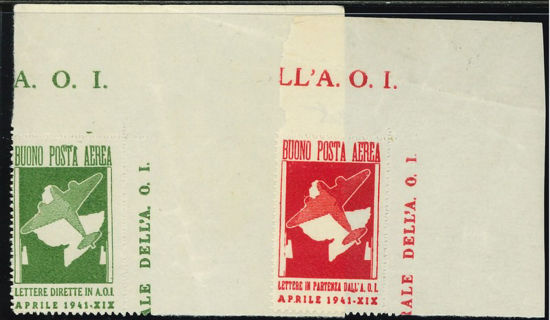 A. O. I.
BUONO POSTA AEREA
LETTERE DIRETTE IN A.O.I
APRILE 1941-XIX
ALE DELL'A. O. I.
LL'A. O. I.
BUONO POSTA AEREA
LETTERE IN PARTENZA DALL'A.O.I.
APRILE 1941-XIX
RALE DELL'A. O. I.